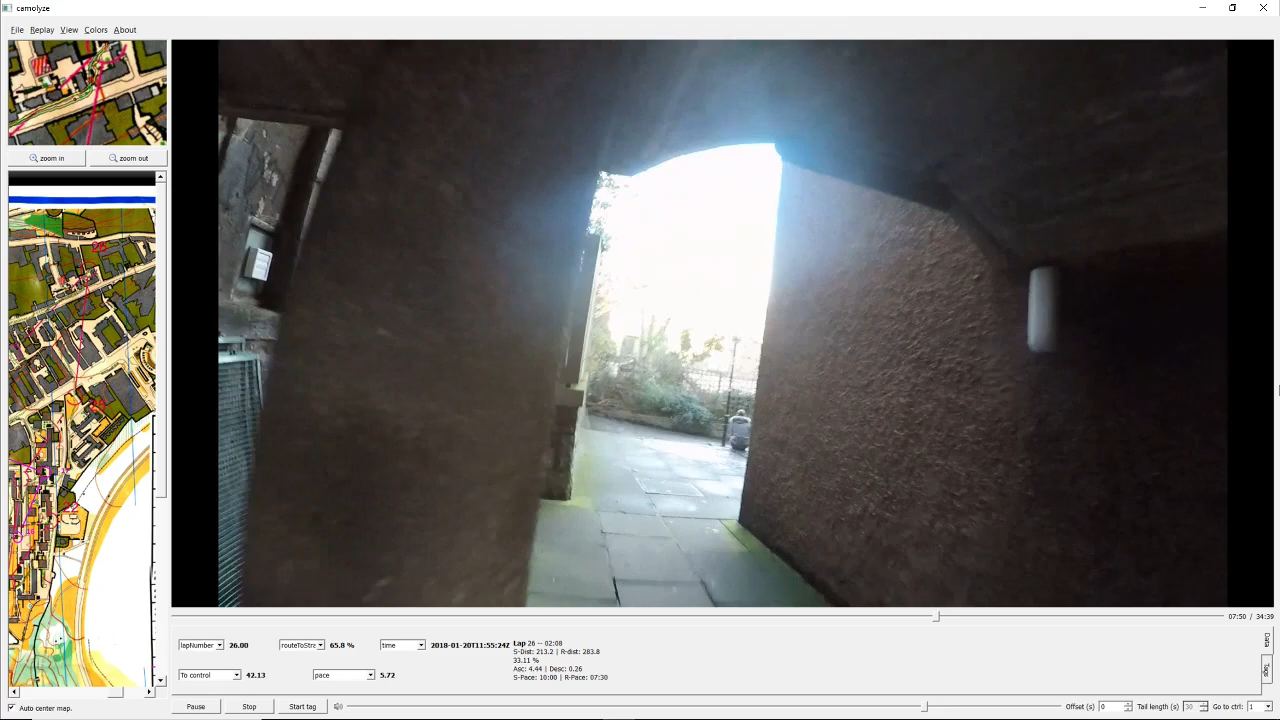 camolyze
File Replay View Colors About
zoom in zoom out
07:50 / 34:39
lapNumber 26.00 routeToStra 65.8 % time 2018-01-20T11:55:24Z
Lap 26 -- 02:08
S-Dist: 213.2 | R-dist: 283.8
33.11 %
Asc: 4.44 | Desc: 0.26
S-Pace: 10:00 | R-Pace: 07:30
To control 42.13 pace 5.72
Data
Tags
Auto center map.
Pause Stop Start tag Offset (s) 0 Tail length (s) 30 Go to ctrl: 1